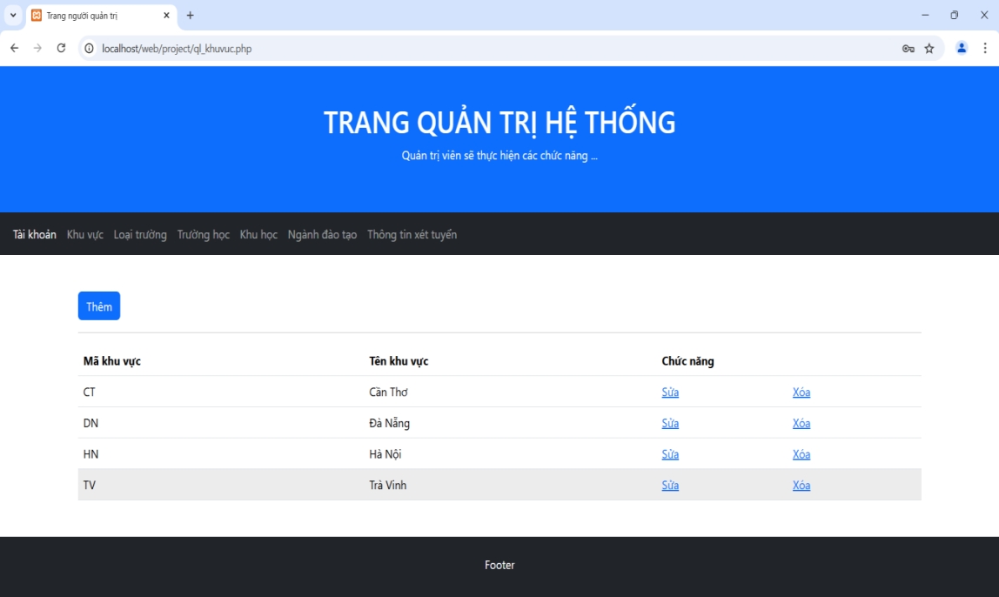 Trang người quản trị
localhost/web/project/ql_khuvuc.php
TRANG QUẢN TRỊ HỆ THỐNG
Quản trị viên sẽ thực hiện các chức năng ...
Tài khoản Khu vực Loại trường Trường học Khu học Ngành đào tạo Thông tin xét tuyển
Thêm
Mã khu vực Tên khu vực Chức năng
CT Cần Thơ Sửa Xóa
DN Đà Nẵng Sửa Xóa
HN Hà Nội Sửa Xóa
TV Trà Vinh Sửa Xóa
Footer